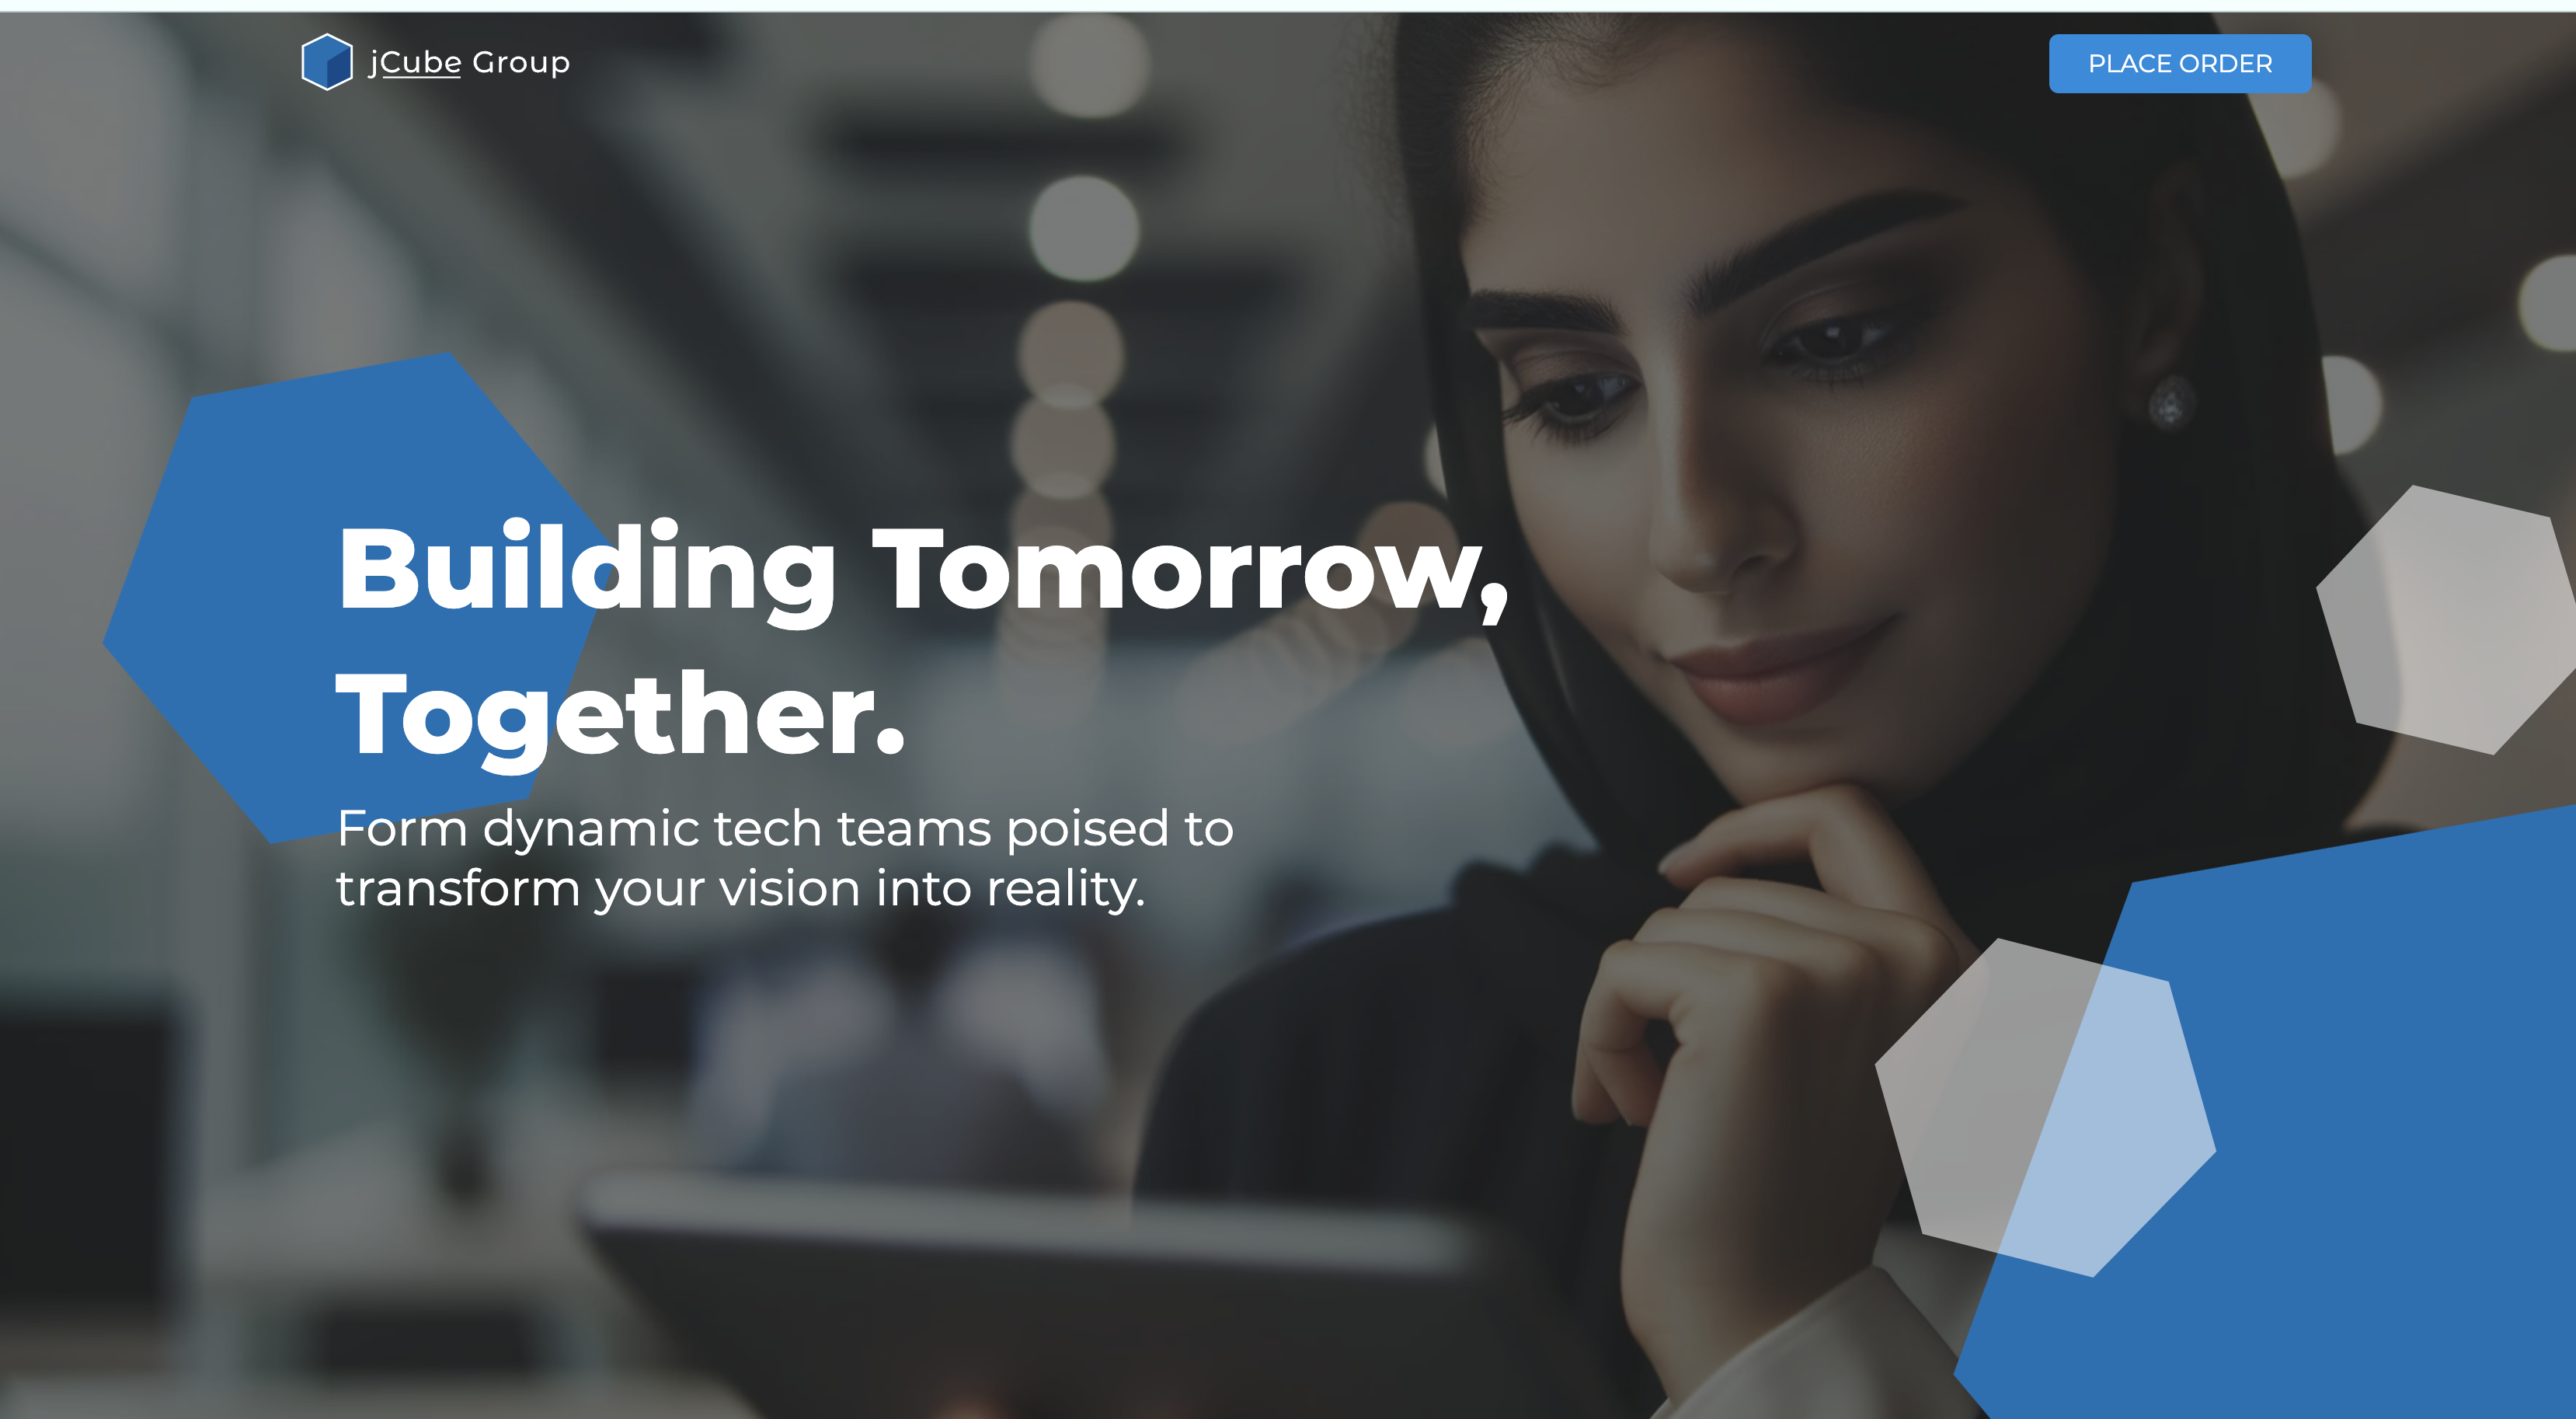 jCube Group
PLACE ORDER
Building Tomorrow,
Together.
Form dynamic tech teams poised to
transform your vision into reality.